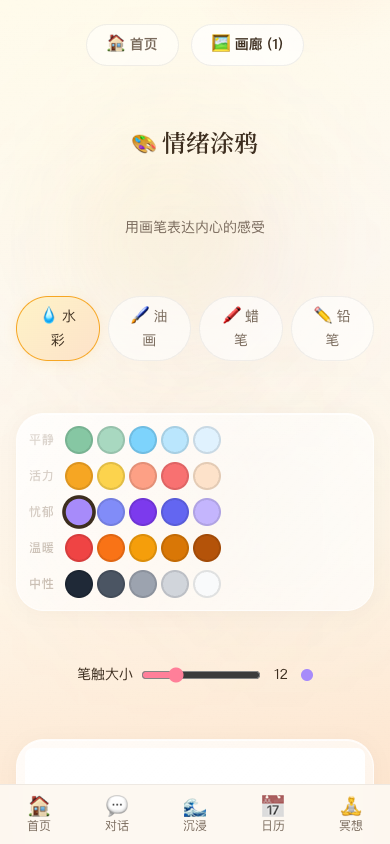 🏠 首页
🖼️ 画廊 (1)
🎨 情绪涂鸦
用画笔表达内心的感受
💧 水
彩
🖌️ 油
画
🖍️ 蜡
笔
✏️ 铅
笔
平静
活力
忧郁
温暖
中性
笔触大小 12
首页 对话 沉浸 日历 冥想